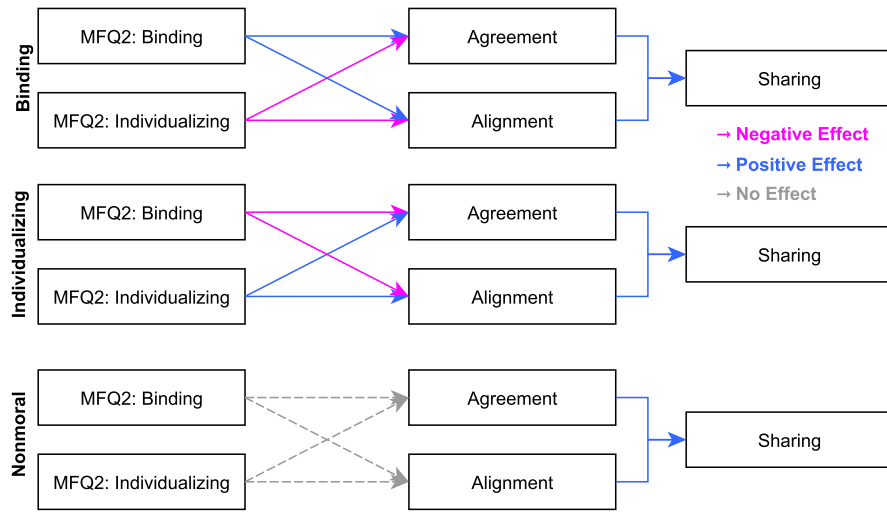 Binding
MFQ2: Binding
Agreement
MFQ2: Individualizing
Alignment
Sharing
→ Negative Effect
→ Positive Effect
→ No Effect
Individualizing
MFQ2: Binding
Agreement
MFQ2: Individualizing
Alignment
Sharing
Nonmoral
MFQ2: Binding
Agreement
MFQ2: Individualizing
Alignment
Sharing